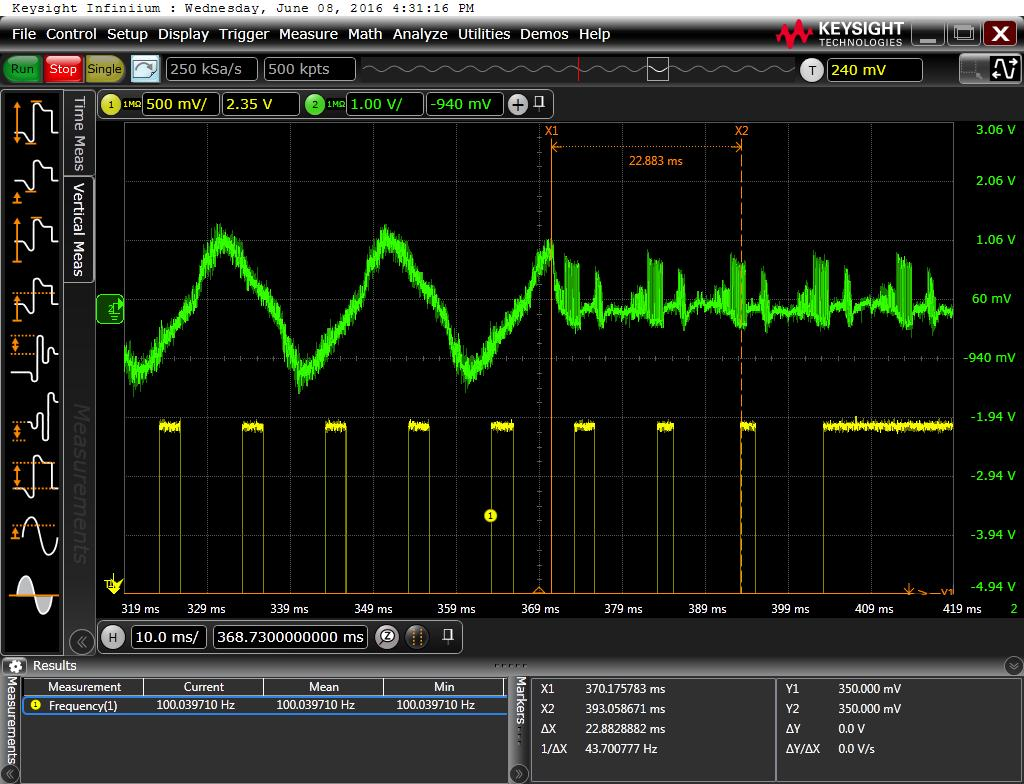 Keysight Infiniium : Wednesday, June 08, 2016 4:31:16 PM
File Control Setup Display Trigger Measure Math Analyze Utilities Demos Help
KEYSIGHT TECHNOLOGIES
Run Stop Single 250 kSa/s 500 kpts T 240 mV
1 1MΩ 500 mV/ 2.35 V 2 1MΩ 1.00 V/ -940 mV +
Time Meas
Vertical Meas
Measurements
X1 X2
22.883 ms
3.06 V
2.06 V
1.06 V
60 mV
-940 mV
-1.94 V
-2.94 V
-3.94 V
-4.94 V
2
1
Y1
319 ms 329 ms 339 ms 349 ms 359 ms 369 ms 379 ms 389 ms 399 ms 409 ms 419 ms 2
H 10.0 ms/ 368.7300000000 ms
Results
Measurements
Measurement Current Mean Min
1 Frequency(1) 100.039710 Hz 100.039710 Hz 100.039710 Hz
Markers
X1 370.175783 ms Y1 350.000 mV
X2 393.058671 ms Y2 350.000 mV
ΔX 22.8828882 ms ΔY 0.0 V
1/ΔX 43.700777 Hz ΔY/ΔX 0.0 V/s